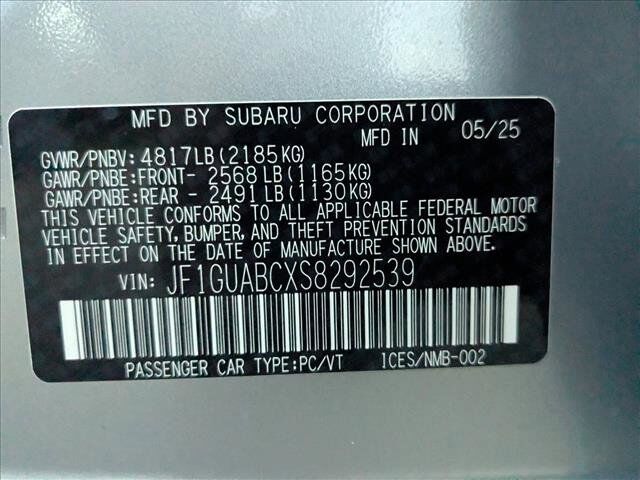 MFD BY SUBARU CORPORATION
MFD IN 05/25
GVWR/PNBV: 4817LB(2185KG)
GAWR/PNBE:FRONT- 2568LB(1165KG)
GAWR/PNBE:REAR - 2491LB(1130KG)
THIS VEHICLE CONFORMS TO ALL APPLICABLE FEDERAL MOTOR
VEHICLE SAFETY, BUMPER, AND THEFT PREVENTION STANDARDS
IN EFFECT ON THE DATE OF MANUFACTURE SHOWN ABOVE.
VIN: JF1GUABCXS8292539
PASSENGER CAR TYPE:PC/VT ICES/NMB-002